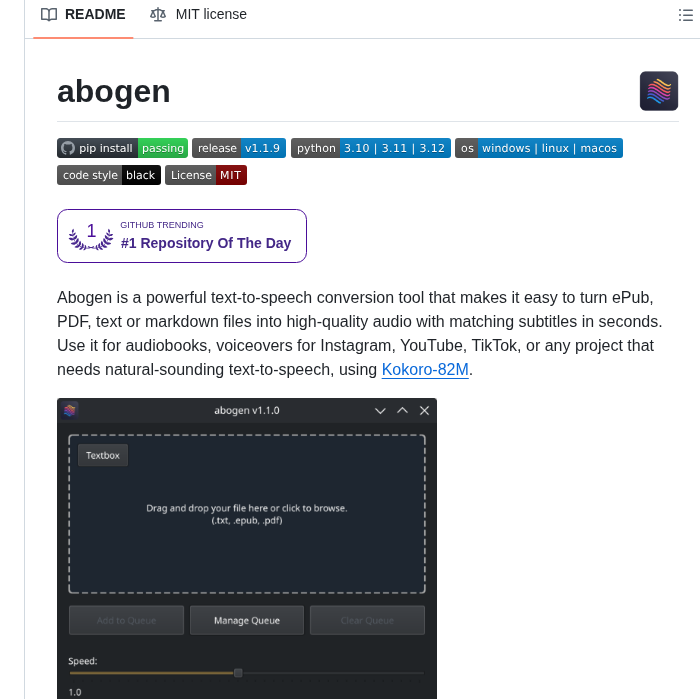 README MIT license
abogen
pip install passing release v1.1.9 python 3.10 | 3.11 | 3.12 os windows | linux | macos
code style black License MIT
1 GITHUB TRENDING
#1 Repository Of The Day
Abogen is a powerful text-to-speech conversion tool that makes it easy to turn ePub,
PDF, text or markdown files into high-quality audio with matching subtitles in seconds.
Use it for audiobooks, voiceovers for Instagram, YouTube, TikTok, or any project that
needs natural-sounding text-to-speech, using Kokoro-82M.
abogen v1.1.0
Textbox
Drag and drop your file here or click to browse.
(.txt, .epub, .pdf)
Add to Queue Manage Queue Clear Queue
Speed:
1.0